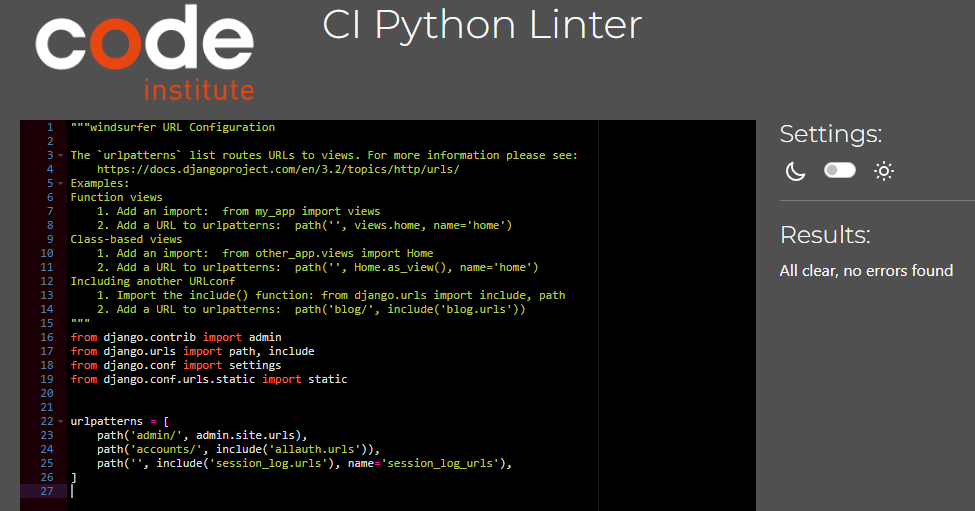 code
institute
CI Python Linter
1 """windsurfer URL Configuration
2
3 The `urlpatterns` list routes URLs to views. For more information please see:
4     https://docs.djangoproject.com/en/3.2/topics/http/urls/
5 Examples:
6 Function views
7     1. Add an import:  from my_app import views
8     2. Add a URL to urlpatterns:  path('', views.home, name='home')
9 Class-based views
10     1. Add an import:  from other_app.views import Home
11     2. Add a URL to urlpatterns:  path('', Home.as_view(), name='home')
12 Including another URLconf
13     1. Import the include() function: from django.urls import include, path
14     2. Add a URL to urlpatterns:  path('blog/', include('blog.urls'))
15 """
16 from django.contrib import admin
17 from django.urls import path, include
18 from django.conf import settings
19 from django.conf.urls.static import static
20
21
22 urlpatterns = [
23     path('admin/', admin.site.urls),
24     path('accounts/', include('allauth.urls')),
25     path('', include('session_log.urls'), name='session_log_urls'),
26 ]
27
Settings:
Results:
All clear, no errors found